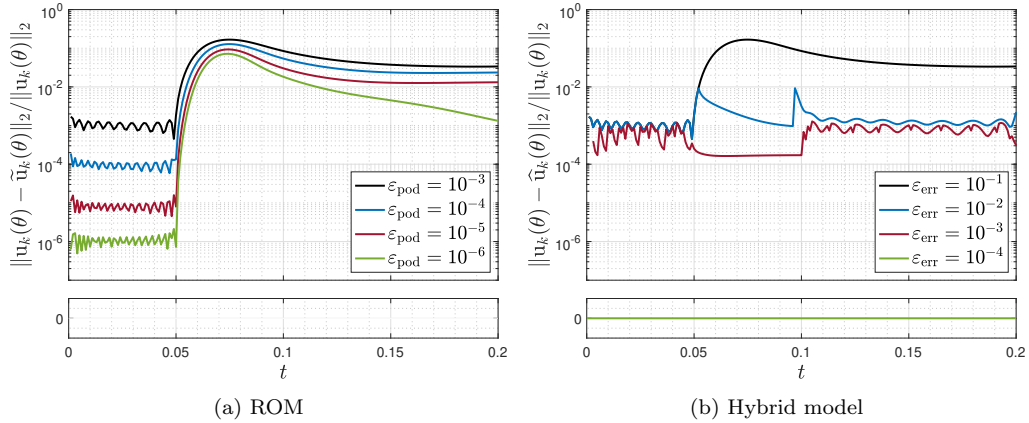 10^0
10^-2
10^-4
10^-6
‖u_k(θ) − ũ_k(θ)‖_2/‖u_k(θ)‖_2
ε_pod = 10^-3
ε_pod = 10^-4
ε_pod = 10^-5
ε_pod = 10^-6
0
0 0.05 0.1 0.15 0.2
t
(a) ROM
10^0
10^-2
10^-4
10^-6
‖u_k(θ) − û_k(θ)‖_2/‖u_k(θ)‖_2
ε_err = 10^-1
ε_err = 10^-2
ε_err = 10^-3
ε_err = 10^-4
0
0 0.05 0.1 0.15 0.2
t
(b) Hybrid model